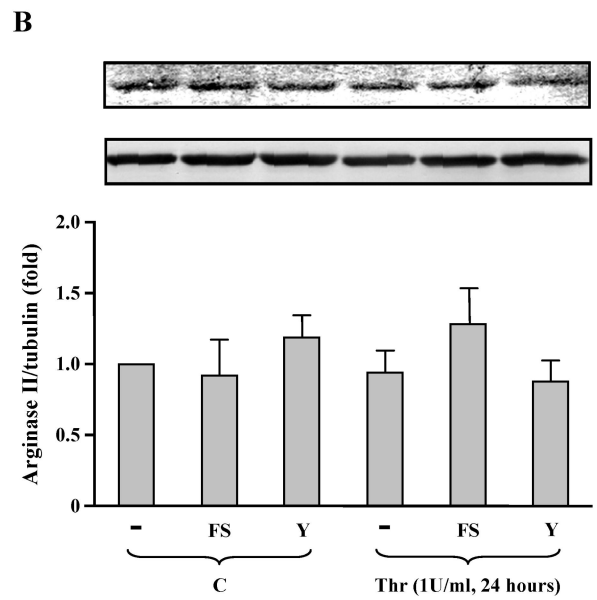 B
Arginase II/tubulin (fold)
2.0
1.5
1.0
0.5
0
- FS Y - FS Y
C Thr (1U/ml, 24 hours)